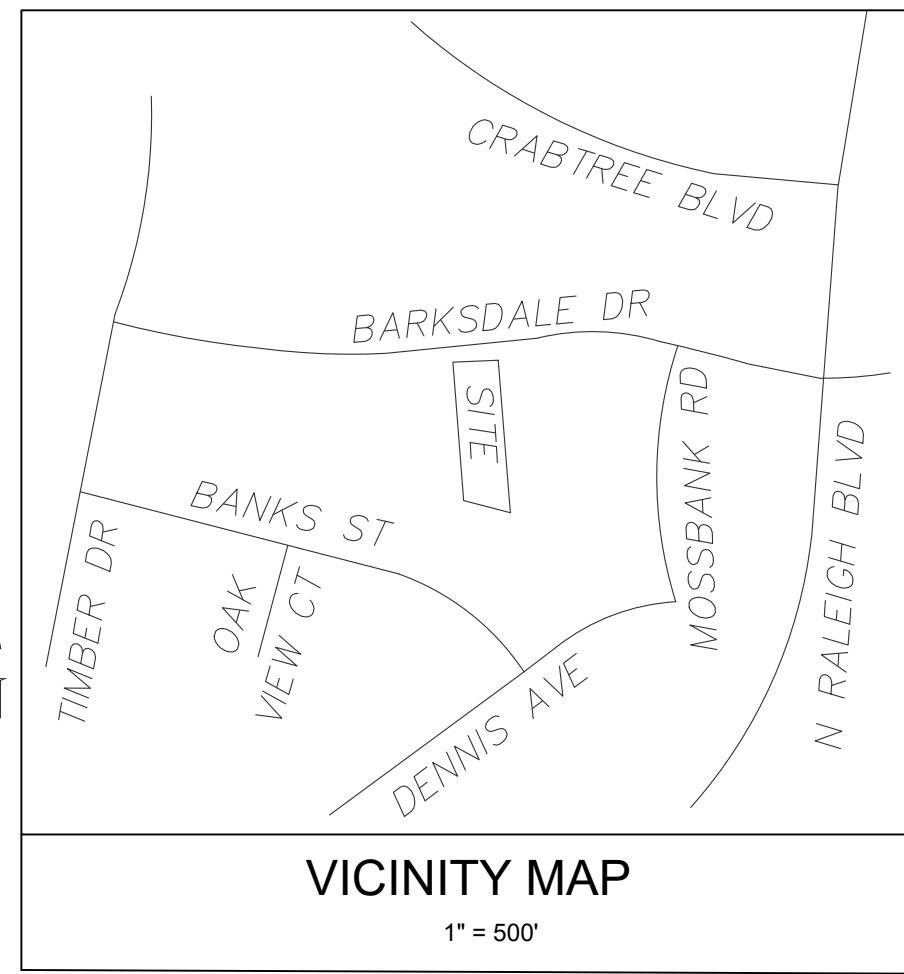 CRABTREE BLVD
BARKSDALE DR
SITE
MOSSBANK RD
BANKS ST
N RALEIGH BLVD
TIMBER DR
OAK
VIEW CT
DENNIS AVE
VICINITY MAP
1" = 500'